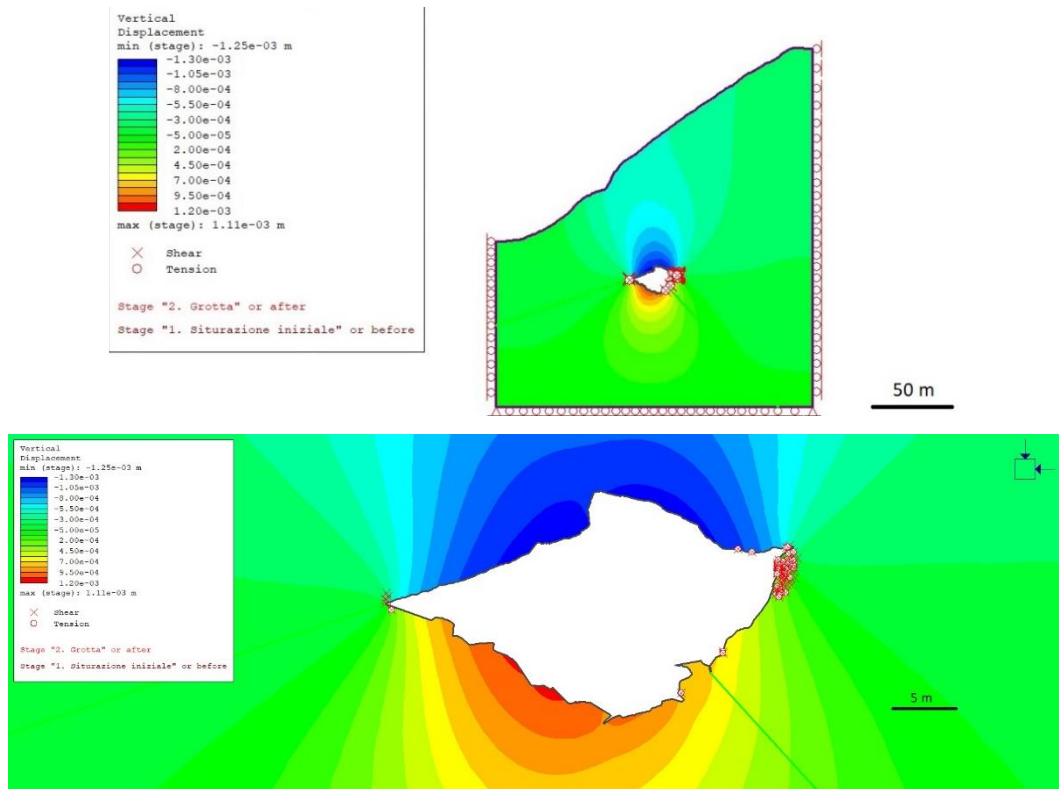 Vertical
Displacement
min (stage): -1.25e-03 m
-1.30e-03
-1.05e-03
-8.00e-04
-5.50e-04
-3.00e-04
-5.00e-05
2.00e-04
4.50e-04
7.00e-04
9.50e-04
1.20e-03
max (stage): 1.11e-03 m
Shear
Tension
Stage "2. Grotta" or after
Stage "1. Siturazione iniziale" or before
50 m
Vertical
Displacement
min (stage): -1.25e-03 m
-1.30e-03
-1.05e-03
-8.00e-04
-5.50e-04
-3.00e-04
-5.00e-05
2.00e-04
4.50e-04
7.00e-04
9.50e-04
1.20e-03
max (stage): 1.11e-03 m
Shear
Tension
Stage "2. Grotta" or after
Stage "1. Siturazione iniziale" or before
5 m